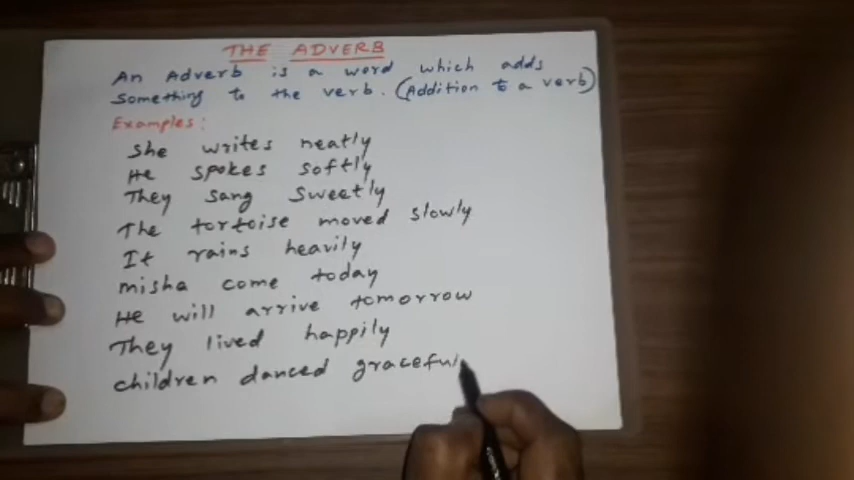 THE ADVERB
An Adverb is a word which adds
something to the verb. (Addition to a verb)
Examples:
She writes neatly
He spokes softly
They sang sweetly
The tortoise moved slowly
It rains heavily
misha come today
He will arrive tomorrow
They lived happily
children danced graceful